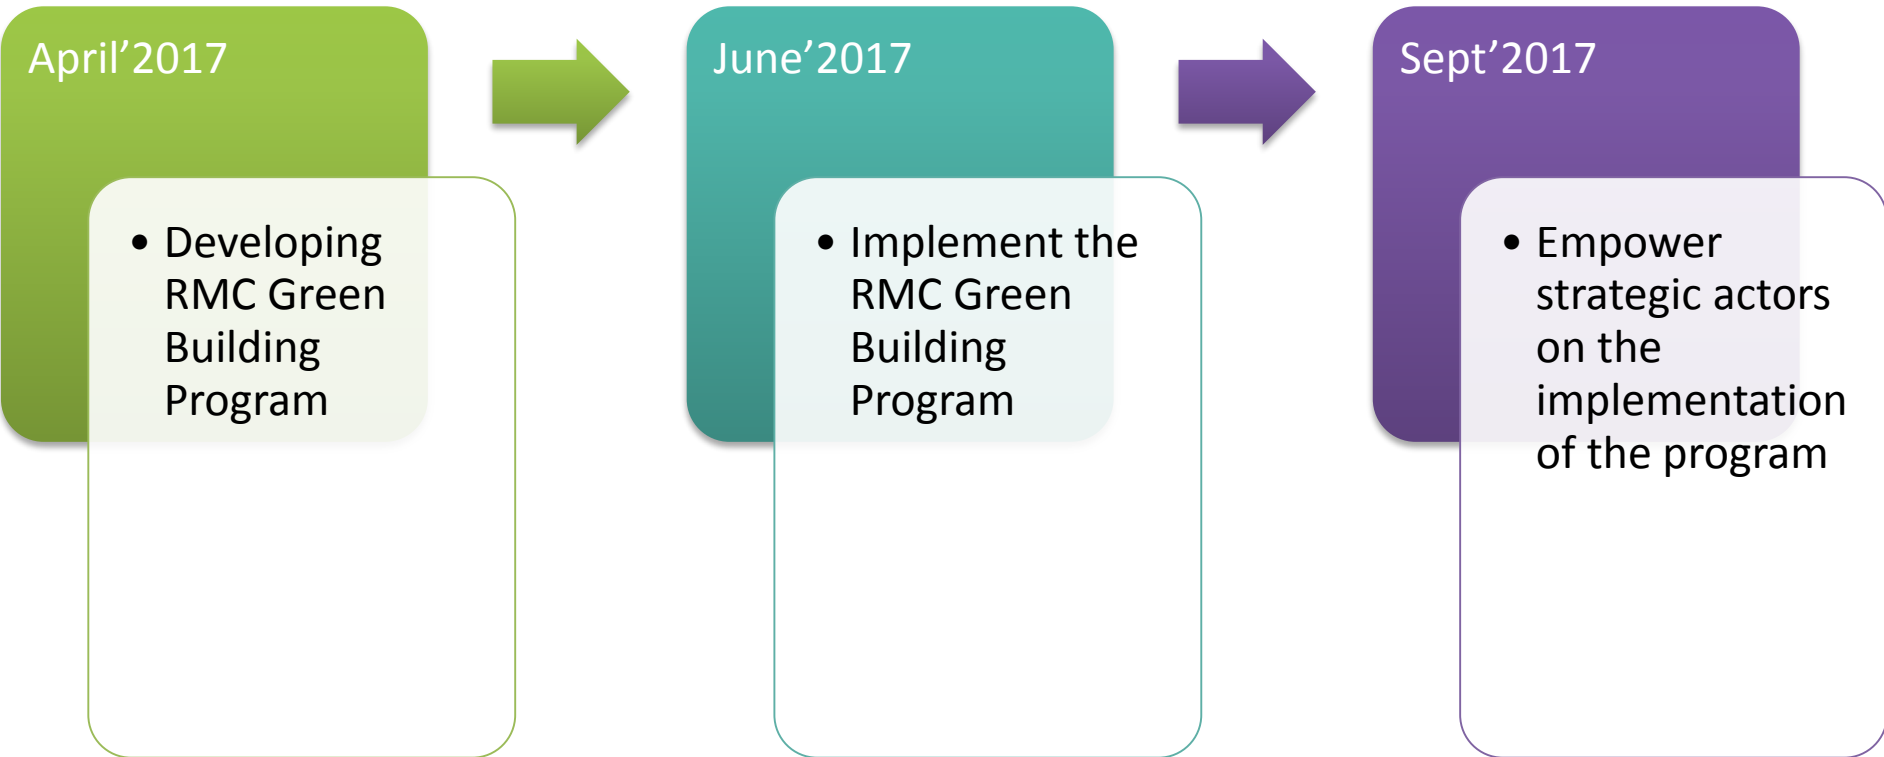 April’2017
• Developing
RMC Green
Building
Program
June’2017
• Implement the
RMC Green
Building
Program
Sept’2017
• Empower
strategic actors
on the
implementation
of the program